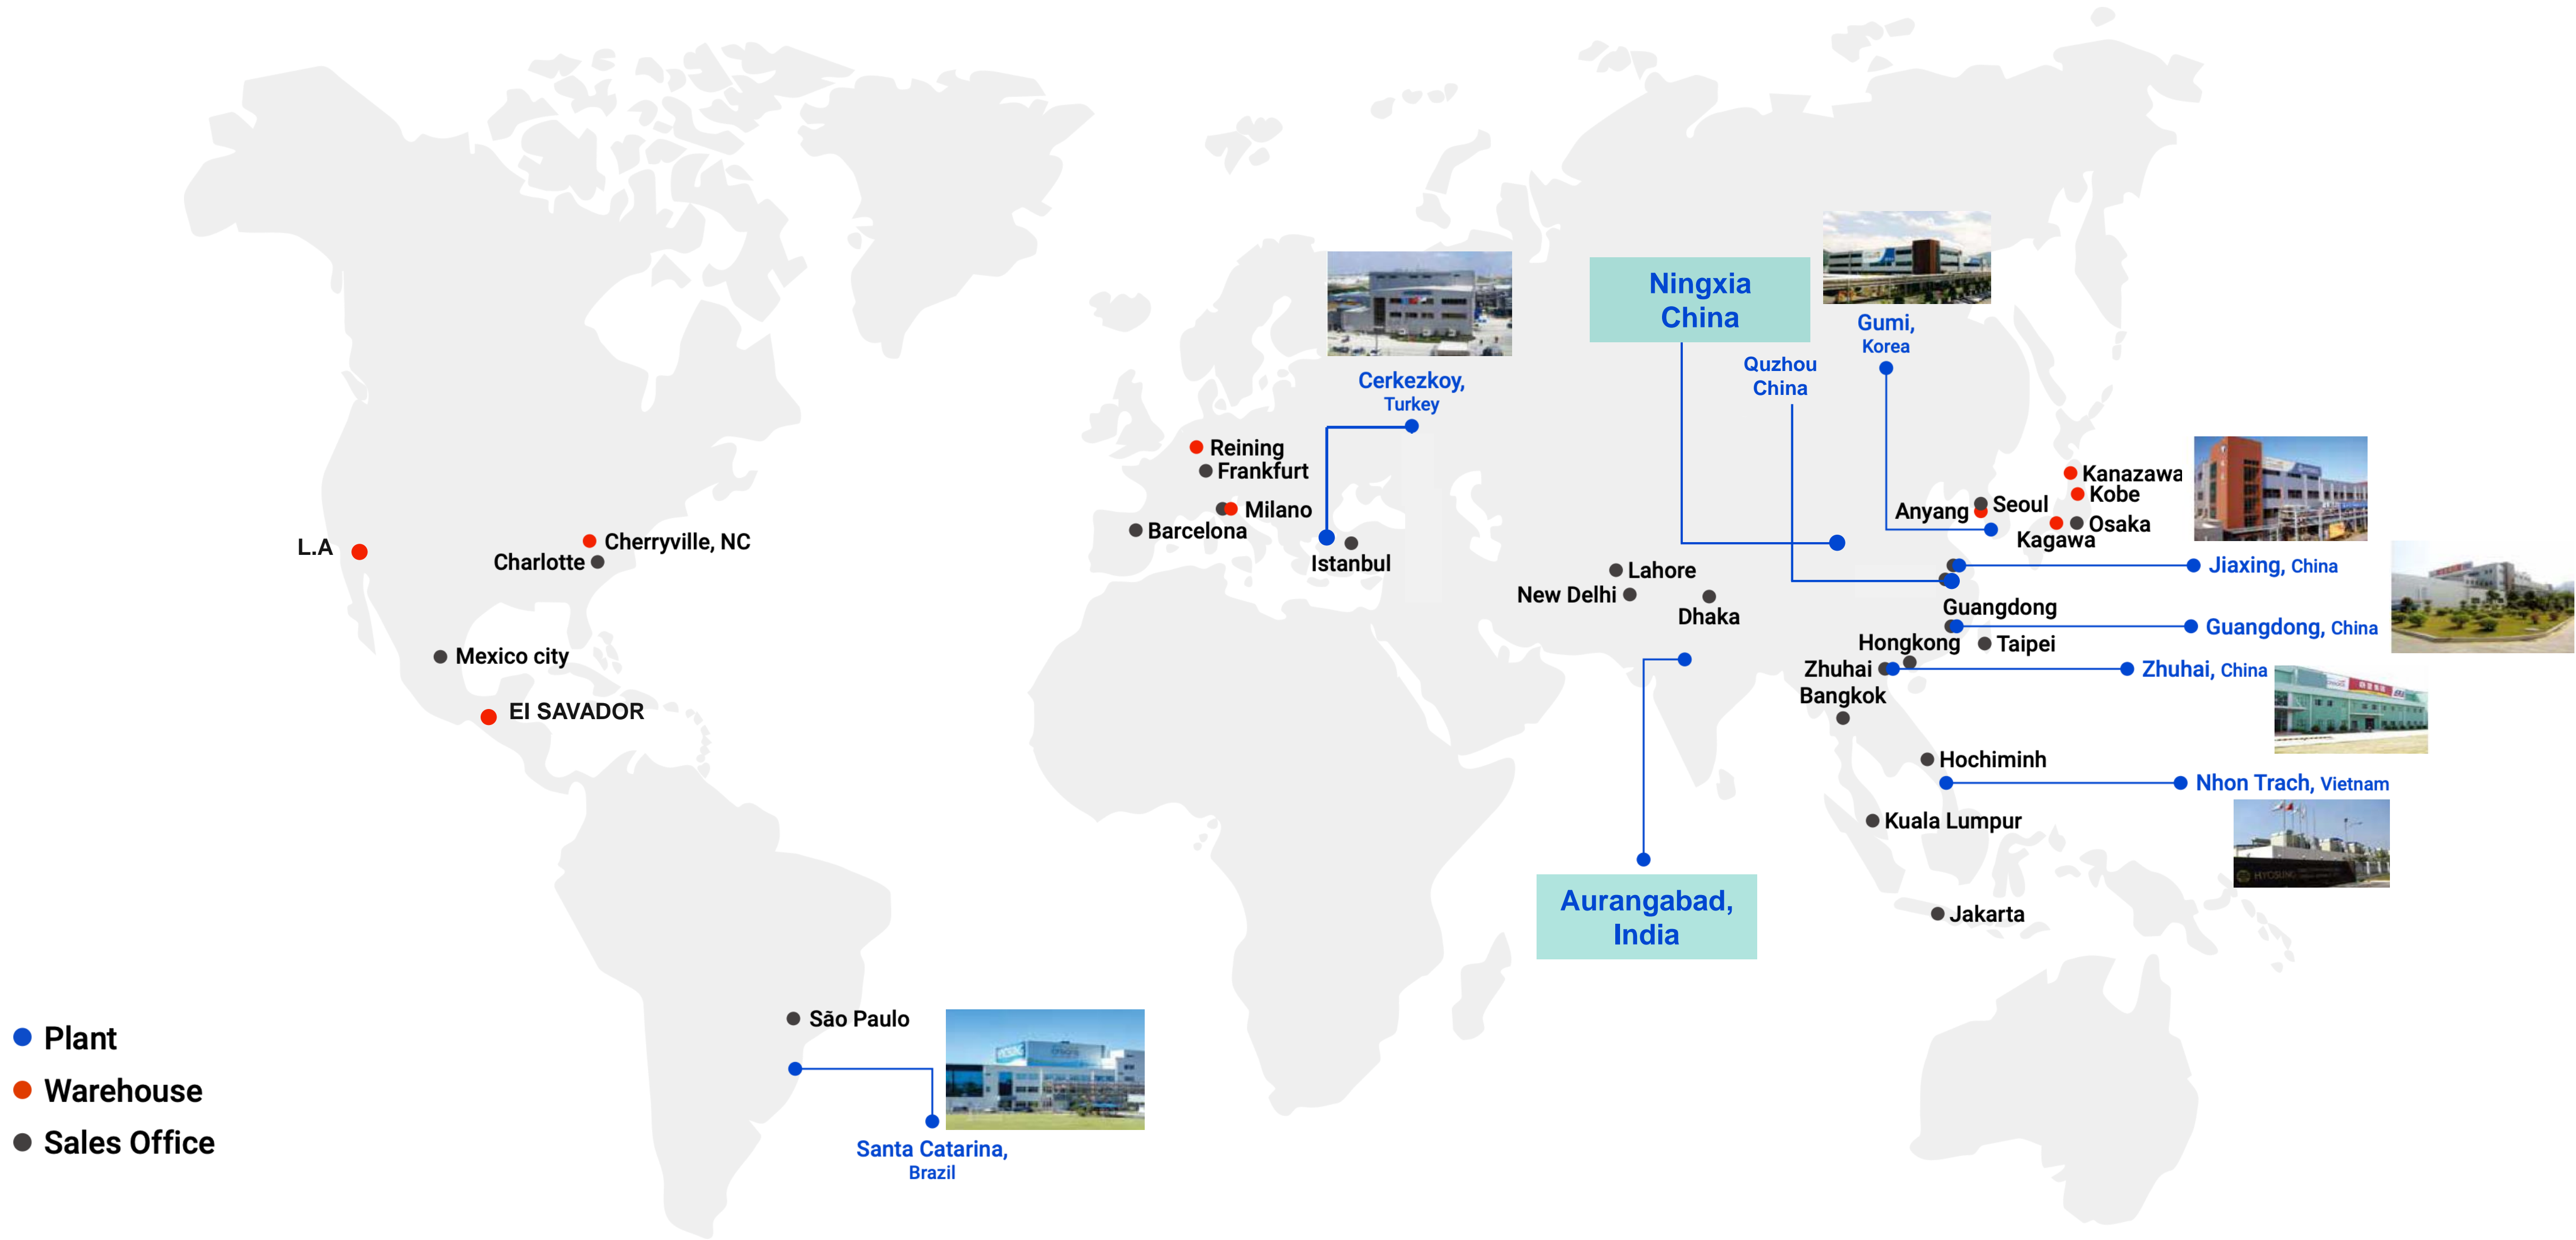 Ningxia
China
Gumi,
Korea
Quzhou
China
Cerkezkoy,
Turkey
Reining
Frankfurt
Milano
Barcelona
Istanbul
L.A
Cherryville, NC
Charlotte
Mexico city
EI SAVADOR
Lahore
New Delhi
Dhaka
Anyang
Seoul
Kanazawa
Kobe
Osaka
Kagawa
Jiaxing, China
Guangdong
Guangdong, China
Hongkong
Taipei
Zhuhai
Zhuhai, China
Bangkok
Hochiminh
Nhon Trach, Vietnam
HYOSUNG
Kuala Lumpur
Jakarta
Aurangabad,
India
São Paulo
HYOSUNG
Santa Catarina,
Brazil
Plant
Warehouse
Sales Office